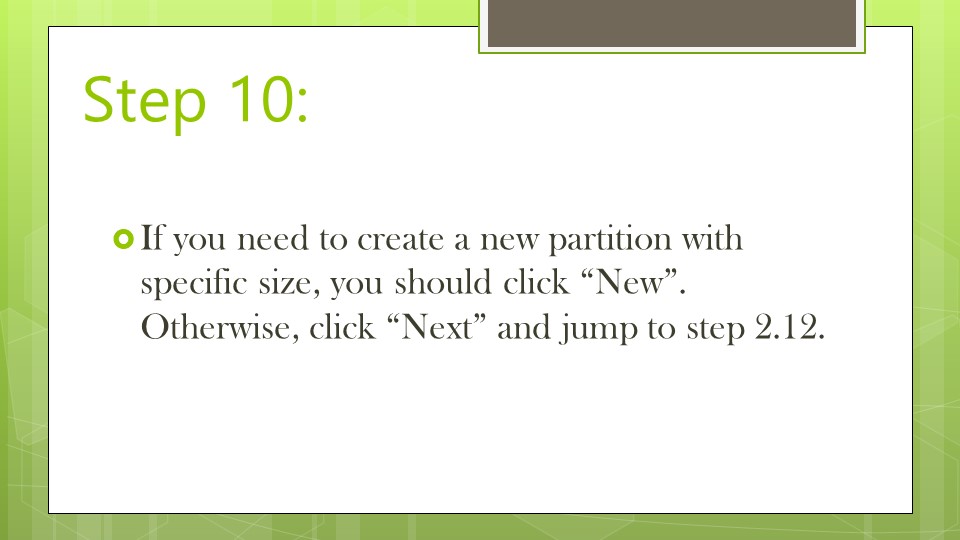 Step 10:
If you need to create a new partition with
specific size, you should click “New”.
Otherwise, click “Next” and jump to step 2.12.